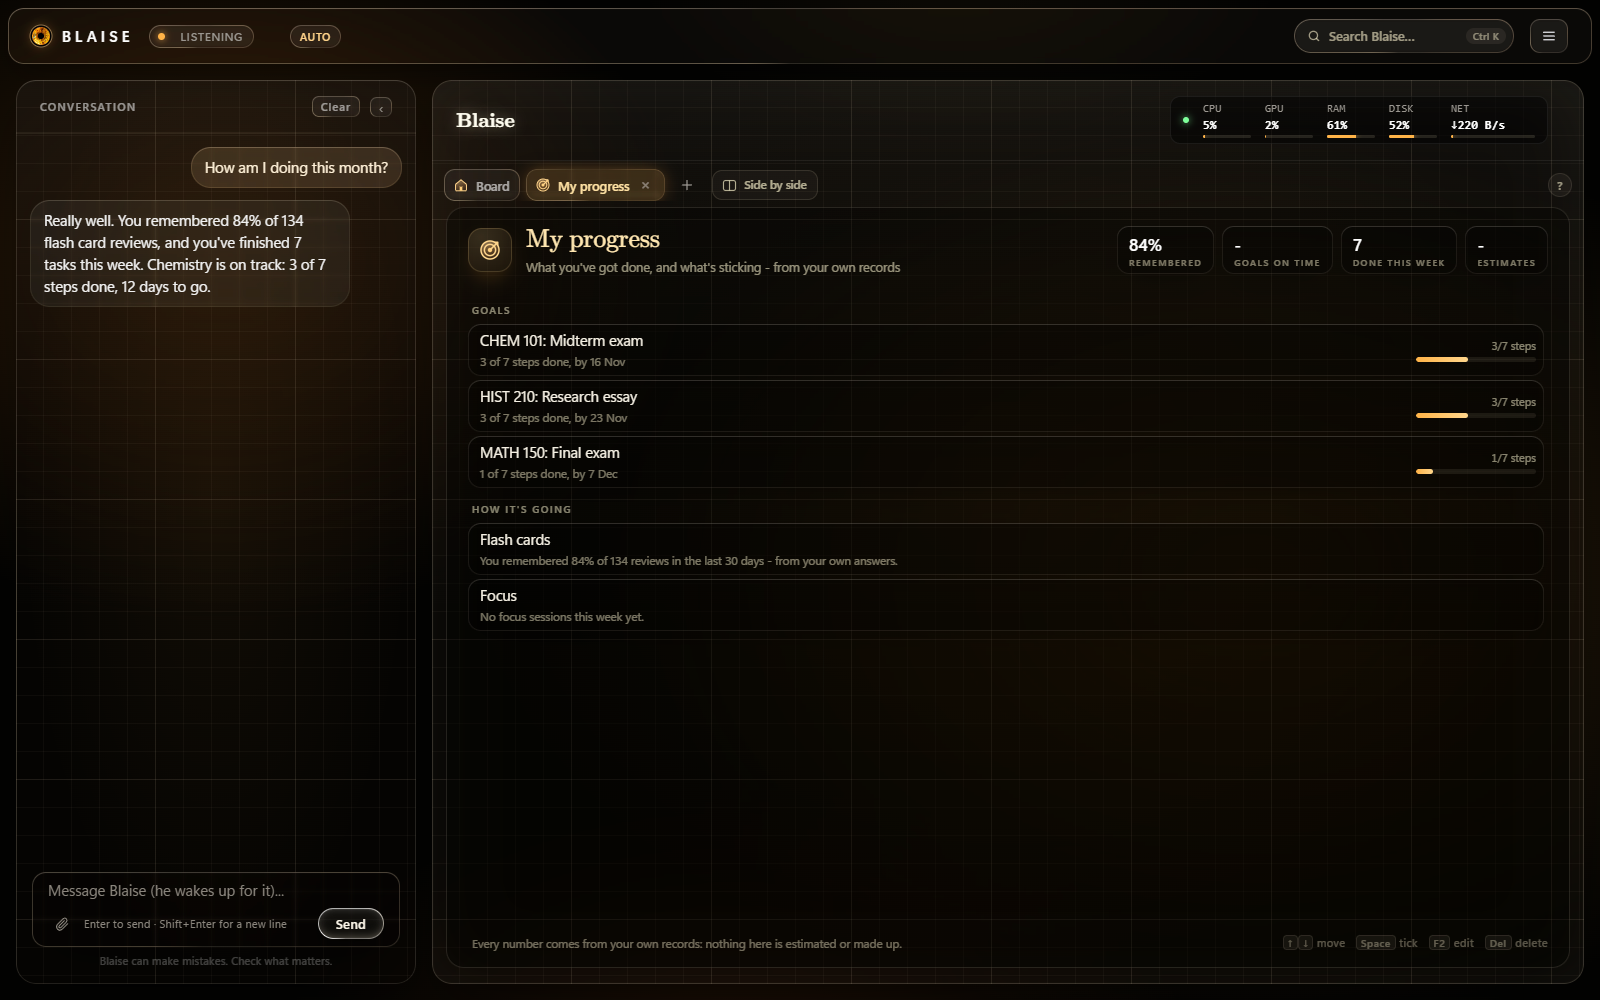 BLAISE
LISTENING
AUTO
Search Blaise...
Ctrl K
CONVERSATION
Clear
How am I doing this month?
Really well. You remembered 84% of 134
flash card reviews, and you've finished 7
tasks this week. Chemistry is on track: 3 of 7
steps done, 12 days to go.
Message Blaise (he wakes up for it)...
Enter to send · Shift+Enter for a new line
Send
Blaise can make mistakes. Check what matters.
Blaise
CPU GPU RAM DISK NET
5% 2% 61% 52% ↓220 B/s
Board
My progress ×
+
Side by side
?
My progress
What you've got done, and what's sticking - from your own records
84%
REMEMBERED
-
GOALS ON TIME
7
DONE THIS WEEK
-
ESTIMATES
GOALS
CHEM 101: Midterm exam
3 of 7 steps done, by 16 Nov
3/7 steps
HIST 210: Research essay
3 of 7 steps done, by 23 Nov
3/7 steps
MATH 150: Final exam
1 of 7 steps done, by 7 Dec
1/7 steps
HOW IT'S GOING
Flash cards
You remembered 84% of 134 reviews in the last 30 days - from your own answers.
Focus
No focus sessions this week yet.
Every number comes from your own records: nothing here is estimated or made up.
↑ ↓ move Space tick F2 edit Del delete